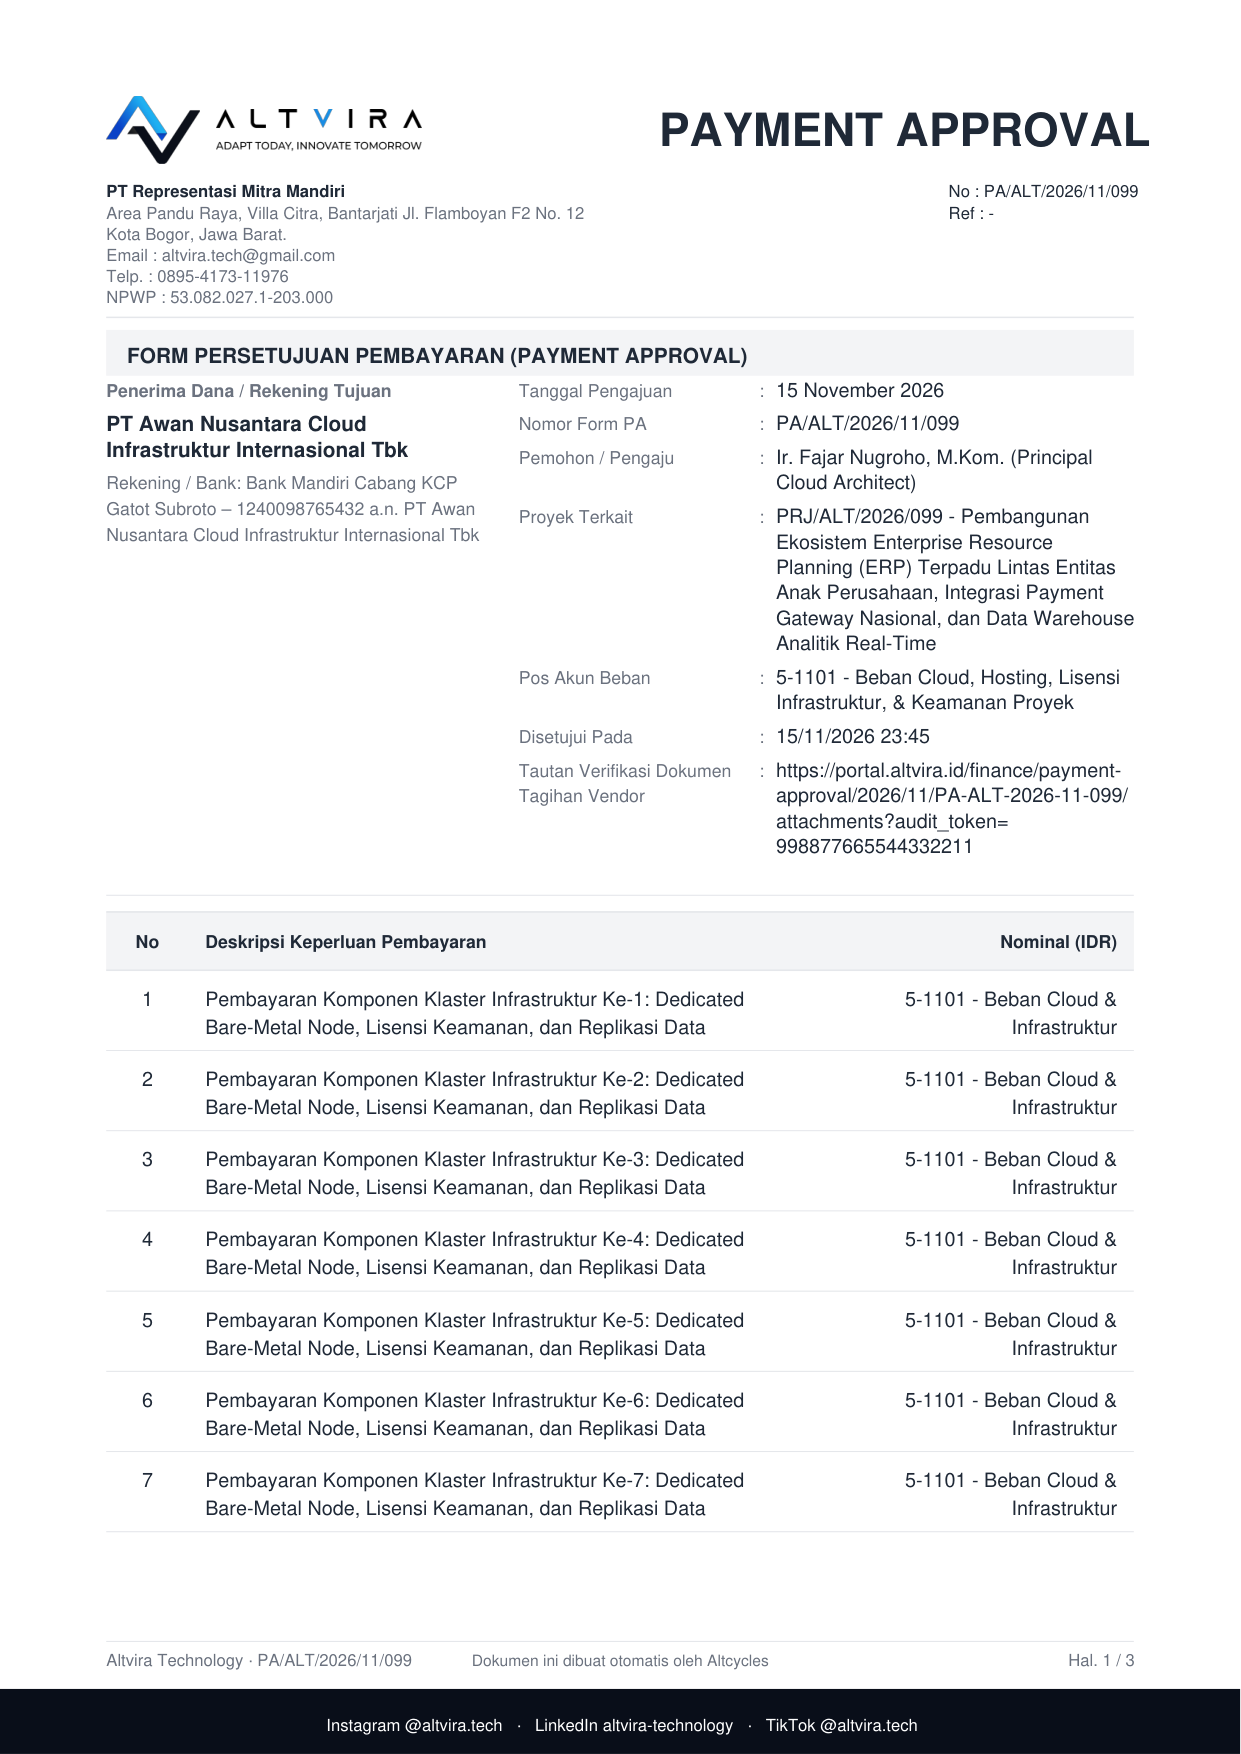 ALTVIRA
ADAPT TODAY, INNOVATE TOMORROW
PAYMENT APPROVAL
PT Representasi Mitra Mandiri
Area Pandu Raya, Villa Citra, Bantarjati Jl. Flamboyan F2 No. 12
Kota Bogor, Jawa Barat.
Email : altvira.tech@gmail.com
Telp. : 0895-4173-11976
NPWP : 53.082.027.1-203.000
No : PA/ALT/2026/11/099
Ref : -
FORM PERSETUJUAN PEMBAYARAN (PAYMENT APPROVAL)
Penerima Dana / Rekening Tujuan
PT Awan Nusantara Cloud
Infrastruktur Internasional Tbk
Rekening / Bank: Bank Mandiri Cabang KCP
Gatot Subroto – 1240098765432 a.n. PT Awan
Nusantara Cloud Infrastruktur Internasional Tbk
Tanggal Pengajuan : 15 November 2026
Nomor Form PA : PA/ALT/2026/11/099
Pemohon / Pengaju : Ir. Fajar Nugroho, M.Kom. (Principal
Cloud Architect)
Proyek Terkait : PRJ/ALT/2026/099 - Pembangunan
Ekosistem Enterprise Resource
Planning (ERP) Terpadu Lintas Entitas
Anak Perusahaan, Integrasi Payment
Gateway Nasional, dan Data Warehouse
Analitik Real-Time
Pos Akun Beban : 5-1101 - Beban Cloud, Hosting, Lisensi
Infrastruktur, & Keamanan Proyek
Disetujui Pada : 15/11/2026 23:45
Tautan Verifikasi Dokumen : https://portal.altvira.id/finance/payment-
Tagihan Vendor approval/2026/11/PA-ALT-2026-11-099/
attachments?audit_token=
998877665544332211
No Deskripsi Keperluan Pembayaran Nominal (IDR)
1 Pembayaran Komponen Klaster Infrastruktur Ke-1: Dedicated 5-1101 - Beban Cloud &
Bare-Metal Node, Lisensi Keamanan, dan Replikasi Data Infrastruktur
2 Pembayaran Komponen Klaster Infrastruktur Ke-2: Dedicated 5-1101 - Beban Cloud &
Bare-Metal Node, Lisensi Keamanan, dan Replikasi Data Infrastruktur
3 Pembayaran Komponen Klaster Infrastruktur Ke-3: Dedicated 5-1101 - Beban Cloud &
Bare-Metal Node, Lisensi Keamanan, dan Replikasi Data Infrastruktur
4 Pembayaran Komponen Klaster Infrastruktur Ke-4: Dedicated 5-1101 - Beban Cloud &
Bare-Metal Node, Lisensi Keamanan, dan Replikasi Data Infrastruktur
5 Pembayaran Komponen Klaster Infrastruktur Ke-5: Dedicated 5-1101 - Beban Cloud &
Bare-Metal Node, Lisensi Keamanan, dan Replikasi Data Infrastruktur
6 Pembayaran Komponen Klaster Infrastruktur Ke-6: Dedicated 5-1101 - Beban Cloud &
Bare-Metal Node, Lisensi Keamanan, dan Replikasi Data Infrastruktur
7 Pembayaran Komponen Klaster Infrastruktur Ke-7: Dedicated 5-1101 - Beban Cloud &
Bare-Metal Node, Lisensi Keamanan, dan Replikasi Data Infrastruktur
Altvira Technology · PA/ALT/2026/11/099 Dokumen ini dibuat otomatis oleh Altcycles Hal. 1 / 3
Instagram @altvira.tech · LinkedIn altvira-technology · TikTok @altvira.tech